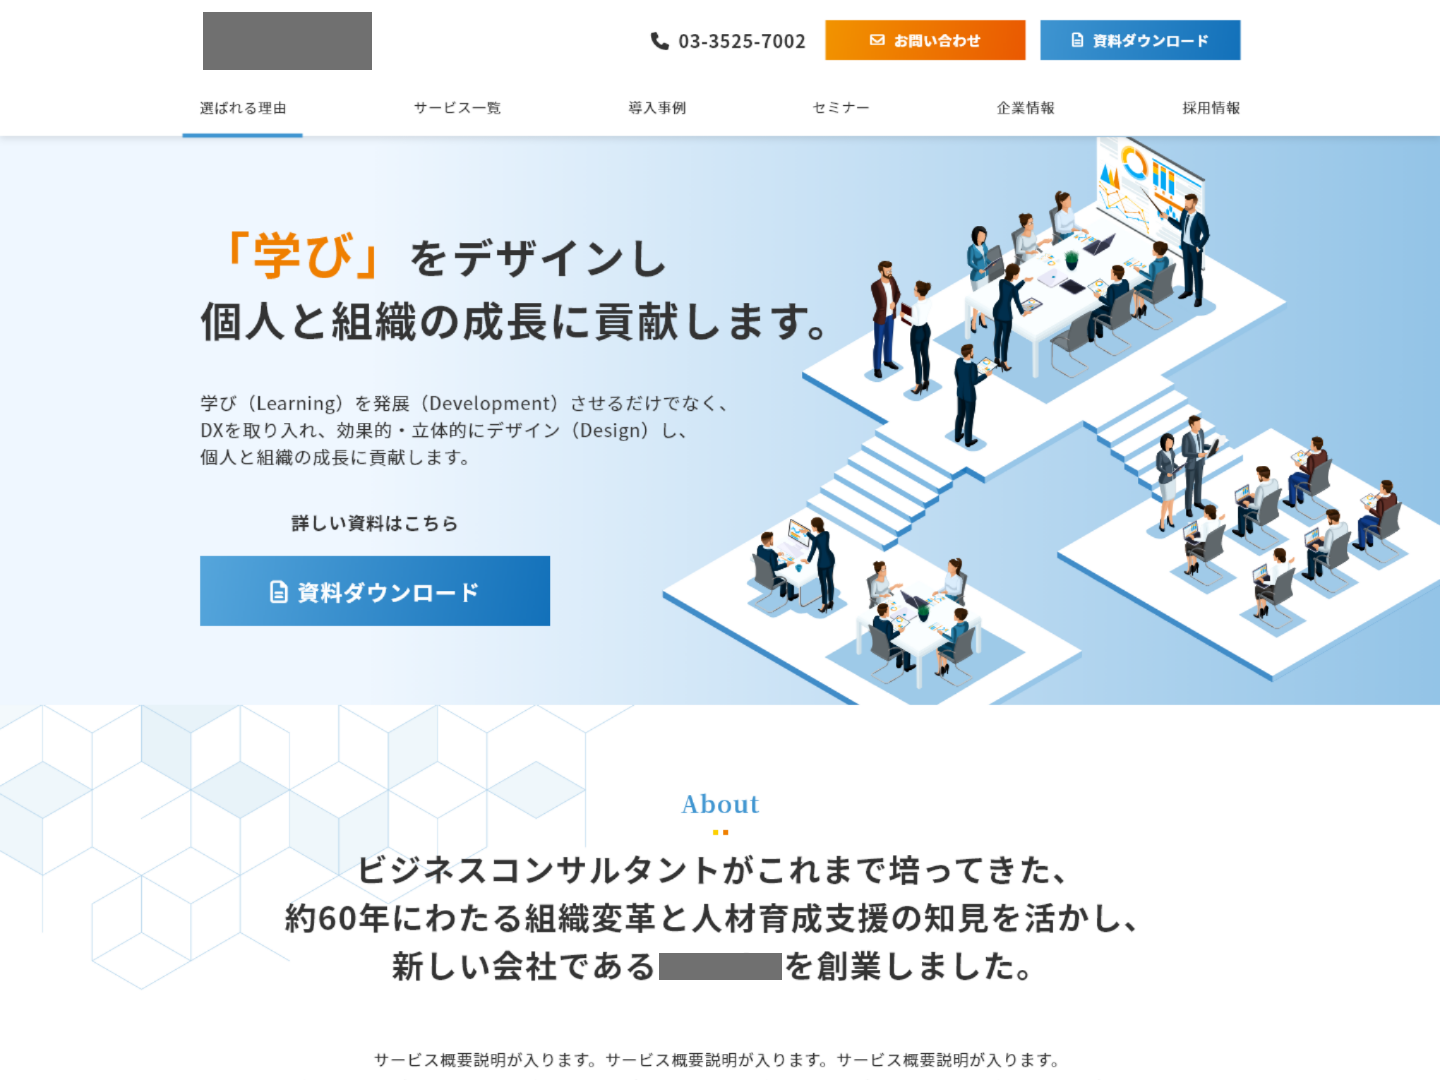 03-3525-7002
お問い合わせ
資料ダウンロード
選ばれる理由
サービス一覧
導入事例
セミナー
企業情報
採用情報
「学び」をデザインし
個人と組織の成長に貢献します。
学び（Learning）を発展（Development）させるだけでなく、
DXを取り入れ、効果的・立体的にデザイン（Design）し、
個人と組織の成長に貢献します。
詳しい資料はこちら
資料ダウンロード
About
ビジネスコンサルタントがこれまで培ってきた、
約60年にわたる組織変革と人材育成支援の知見を活かし、
新しい会社である
を創業しました。
サービス概要説明が入ります。サービス概要説明が入ります。サービス概要説明が入ります。